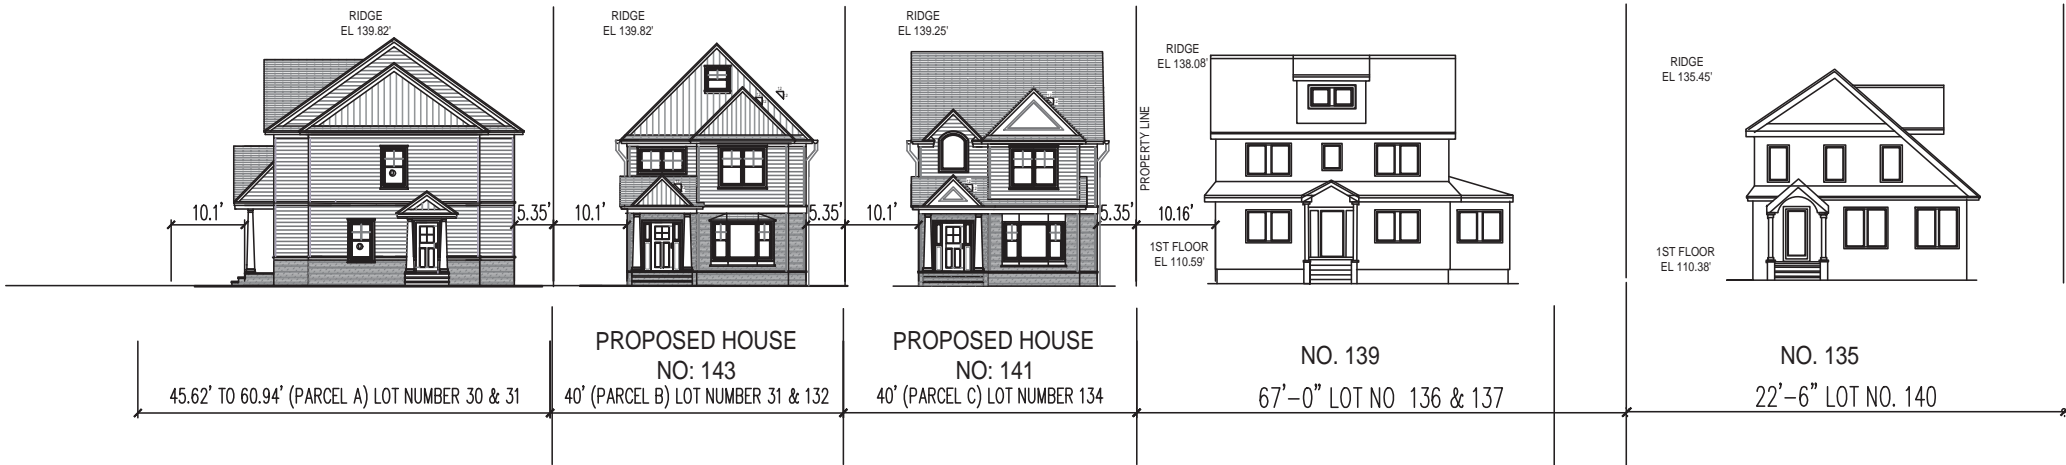 RIDGE
EL 139.82'
RIDGE
EL 139.82'
RIDGE
EL 139.25'
RIDGE
EL 138.08'
RIDGE
EL 135.45'
PROPERTY LINE
10.1'
5.35'
10.1'
5.35'
10.1'
5.35'
10.16'
1ST FLOOR
EL 110.59'
1ST FLOOR
EL 110.38'
PROPOSED HOUSE
NO: 143
PROPOSED HOUSE
NO: 141
NO. 139
NO. 135
45.62' TO 60.94' (PARCEL A) LOT NUMBER 30 & 31
40' (PARCEL B) LOT NUMBER 31 & 132
40' (PARCEL C) LOT NUMBER 134
67'-0" LOT NO 136 & 137
22'-6" LOT NO. 140